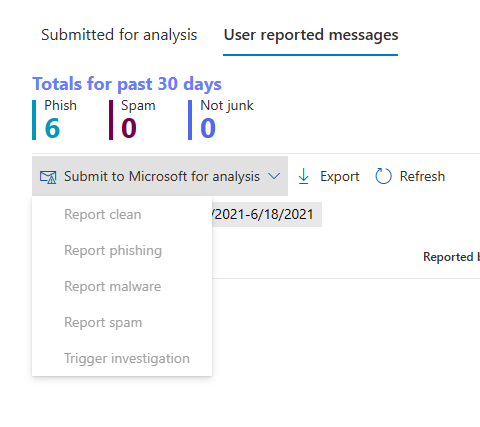 Submitted for analysis User reported messages
Totals for past 30 days
Phish Spam Not junk
6 0 0
Submit to Microsoft for analysis Export Refresh
Report clean /2021-6/18/2021
Report phishing
Reported
Report malware
Report spam
Trigger investigation